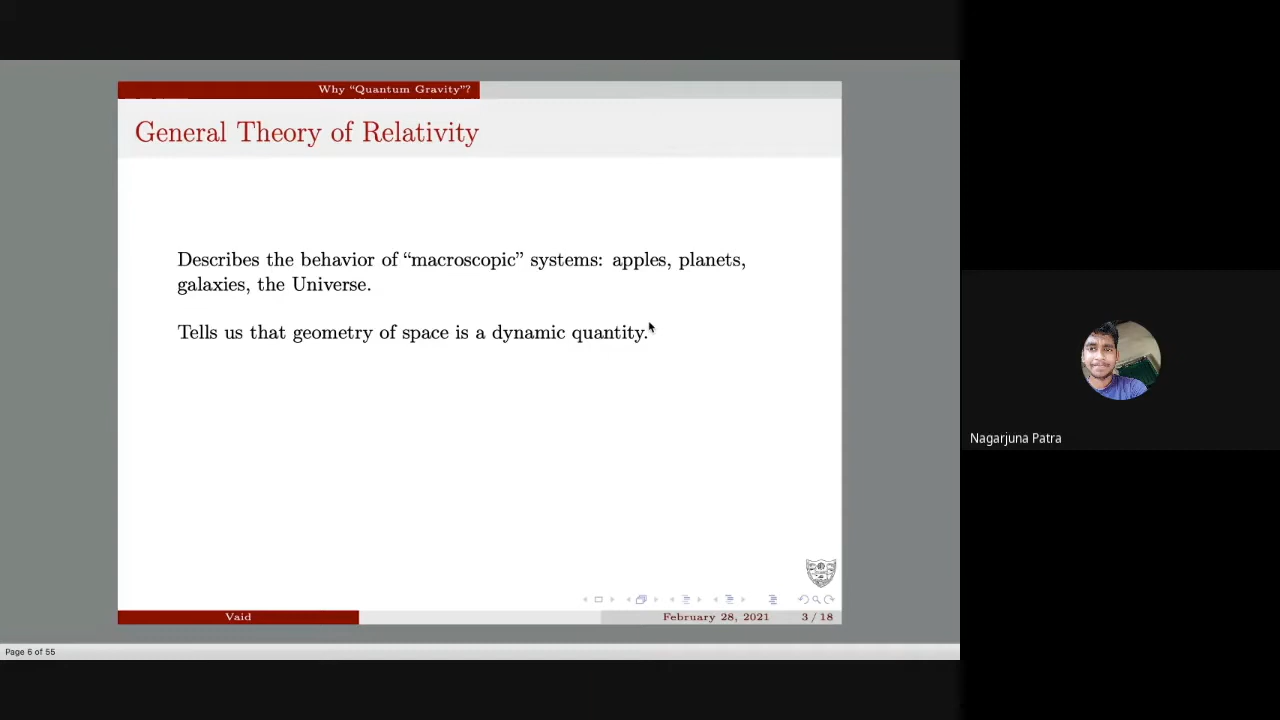 Why “Quantum Gravity”?
General Theory of Relativity
Describes the behavior of “macroscopic” systems: apples, planets,
galaxies, the Universe.
Tells us that geometry of space is a dynamic quantity.
Nagarjuna Patra
Vaid
February 28, 2021
3 / 18
Page 6 of 55